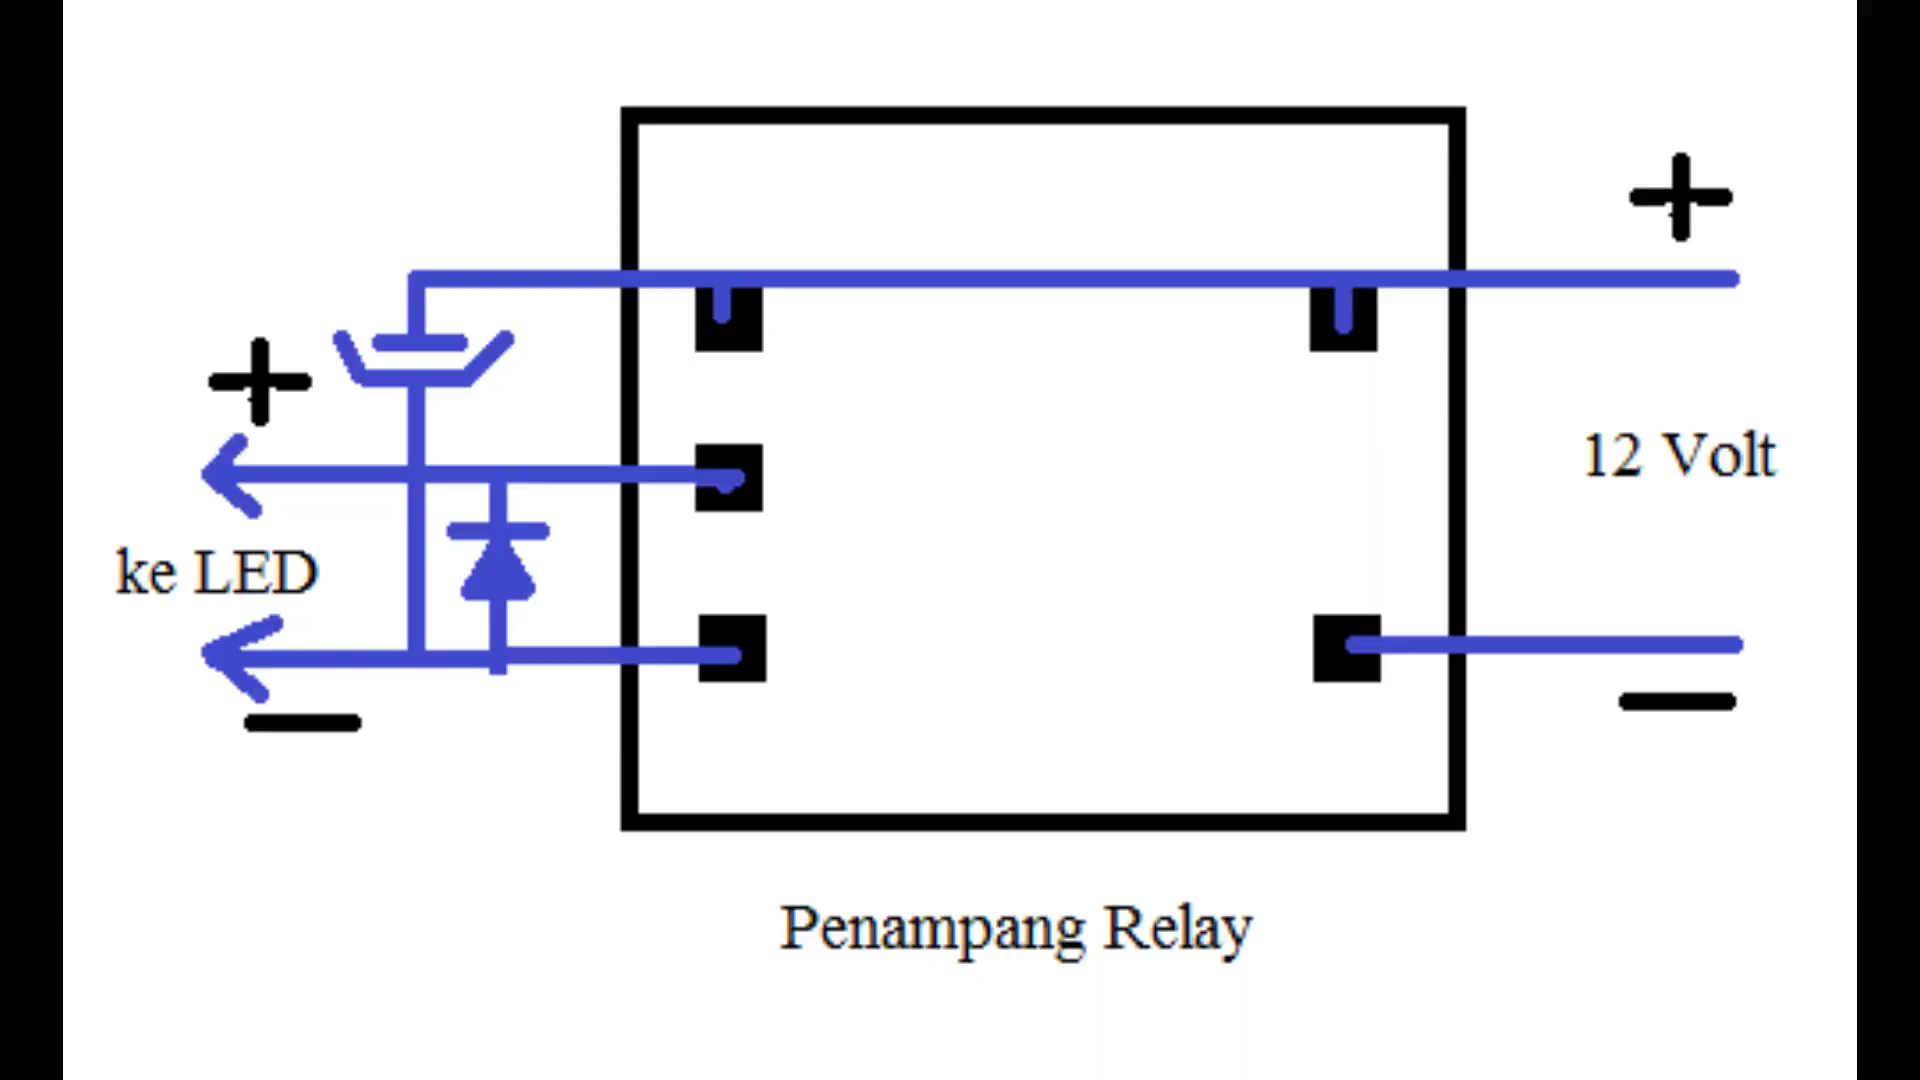 +
+
12 Volt
ke LED
-
-
Penampang Relay